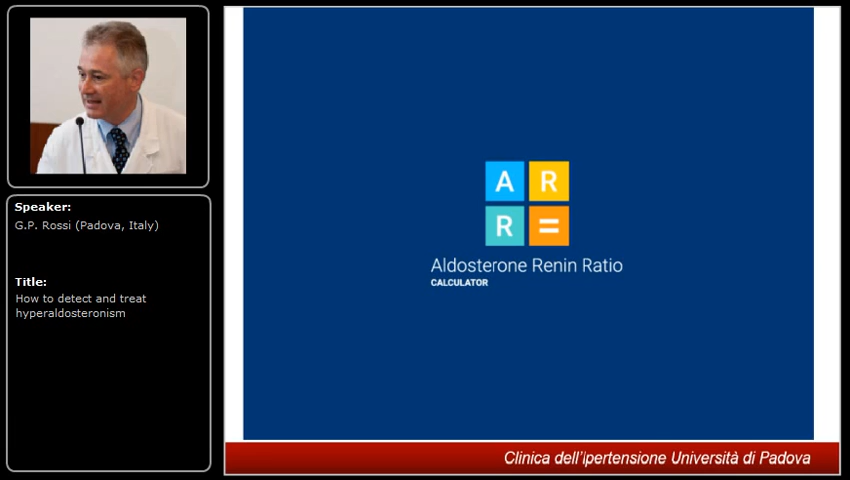 Speaker:
G.P. Rossi (Padova, Italy)
Title:
How to detect and treat
hyperaldosteronism
A R
R =
Aldosterone Renin Ratio
CALCULATOR
Clinica dell'ipertensione Università di Padova